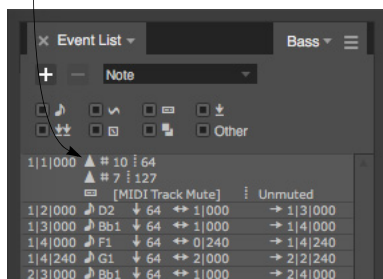 Event List Bass
Note
Other
1|1|000 # 10 64
# 7 127
[MIDI Track Mute] Unmuted
1|2|000 D2 64 1|000 1|3|000
1|3|000 Bb1 64 1|000 1|4|000
1|4|000 F1 64 0|240 1|4|240
1|4|240 G1 64 2|000 2|2|240
2|3|000 Bb1 64 1|000 2|4|000